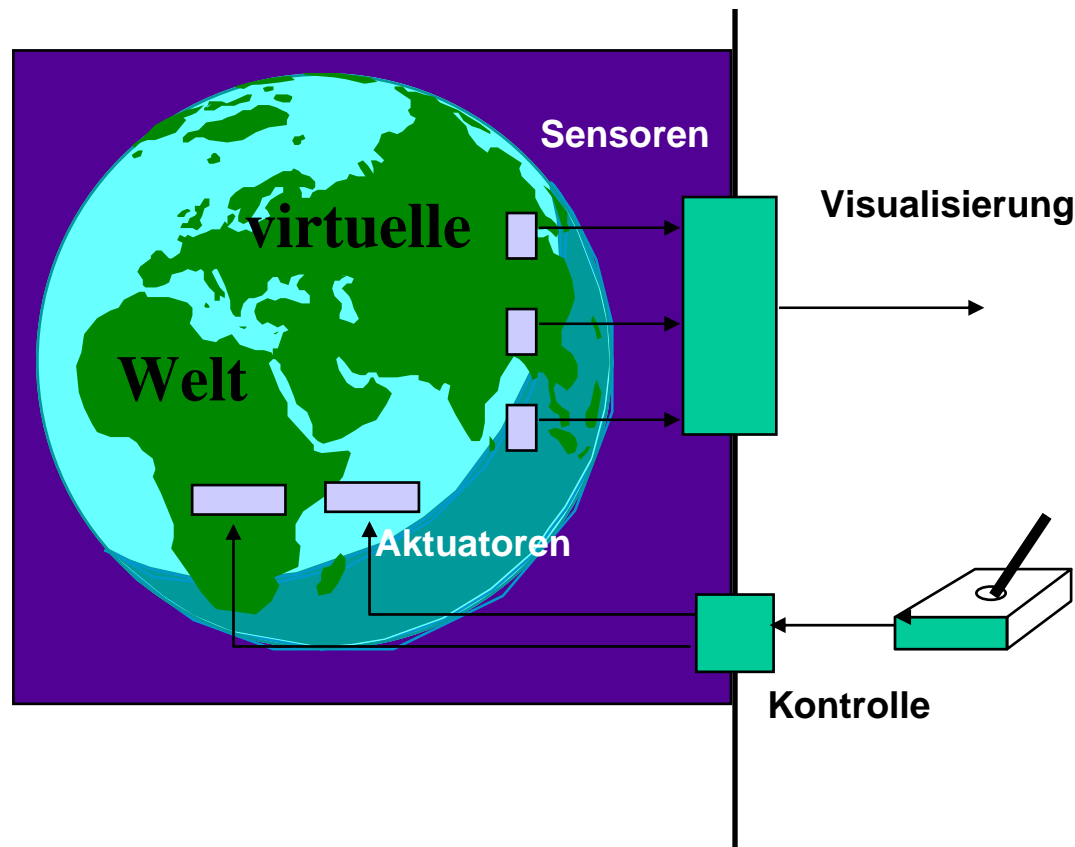 Sensoren
Visualisierung
virtuelle
Welt
Aktuatoren
Kontrolle